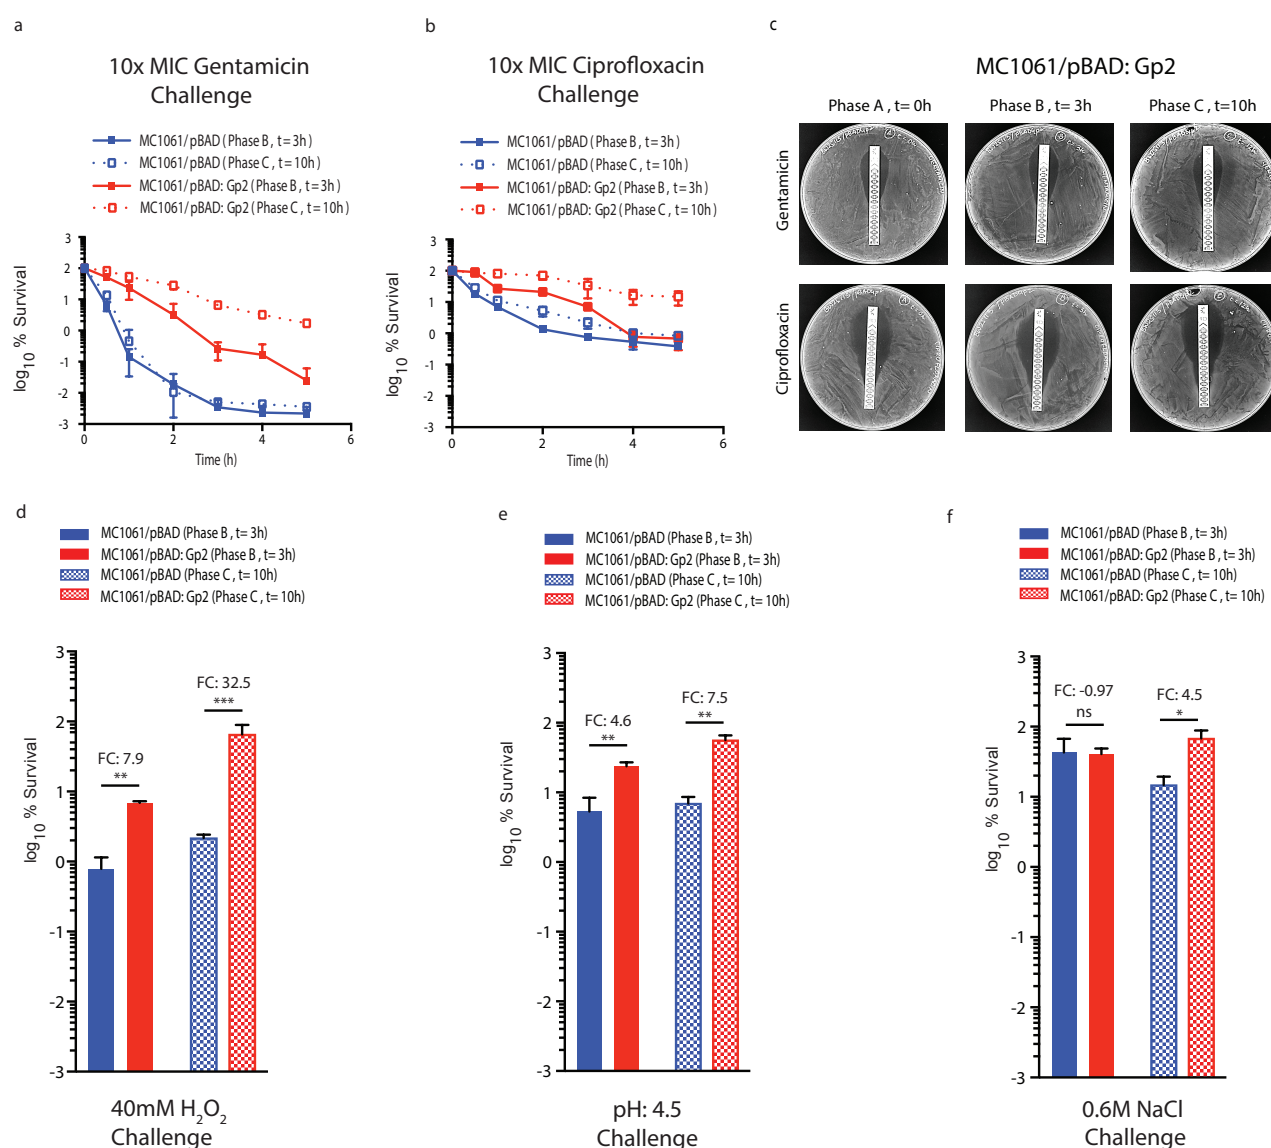 a
10x MIC Gentamicin
Challenge
MC1061/pBAD (Phase B , t= 3h )
MC1061/pBAD (Phase C , t= 10h )
MC1061/pBAD: Gp2 (Phase B , t= 3h )
MC1061/pBAD: Gp2 (Phase C , t= 10h )
log10 % Survival
3
2
1
0
-1
-2
-3
0
2
4
6
Time (h)
b
10x MIC Ciprofloxacin
Challenge
MC1061/pBAD (Phase B , t= 3h )
MC1061/pBAD (Phase C , t= 10h )
MC1061/pBAD: Gp2 (Phase B , t= 3h )
MC1061/pBAD: Gp2 (Phase C , t= 10h )
log10 % Survival
3
2
1
0
-1
-2
-3
0
2
4
6
Time (h)
c
MC1061/pBAD: Gp2
Phase A , t= 0h
Phase B , t= 3h
Phase C , t=10h
Gentamicin
Ciprofloxacin
d
MC1061/pBAD (Phase B , t= 3h)
MC1061/pBAD: Gp2 (Phase B , t= 3h)
MC1061/pBAD (Phase C , t= 10h)
MC1061/pBAD: Gp2 (Phase C , t= 10h)
log10 % Survival
3
2
1
0
-1
-2
-3
FC: 7.9
**
FC: 32.5
***
40mM H2O2
Challenge
e
MC1061/pBAD (Phase B , t= 3h)
MC1061/pBAD: Gp2 (Phase B , t= 3h)
MC1061/pBAD (Phase C , t= 10h)
MC1061/pBAD: Gp2 (Phase C , t= 10h)
log10 % Survival
3
2
1
0
-1
-2
-3
FC: 4.6
**
FC: 7.5
**
pH: 4.5
Challenge
f
MC1061/pBAD (Phase B , t= 3h)
MC1061/pBAD: Gp2 (Phase B , t= 3h)
MC1061/pBAD (Phase C , t= 10h)
MC1061/pBAD: Gp2 (Phase C , t= 10h)
log10 % Survival
3
2
1
0
-1
-2
-3
FC: -0.97
ns
FC: 4.5
*
0.6M NaCl
Challenge